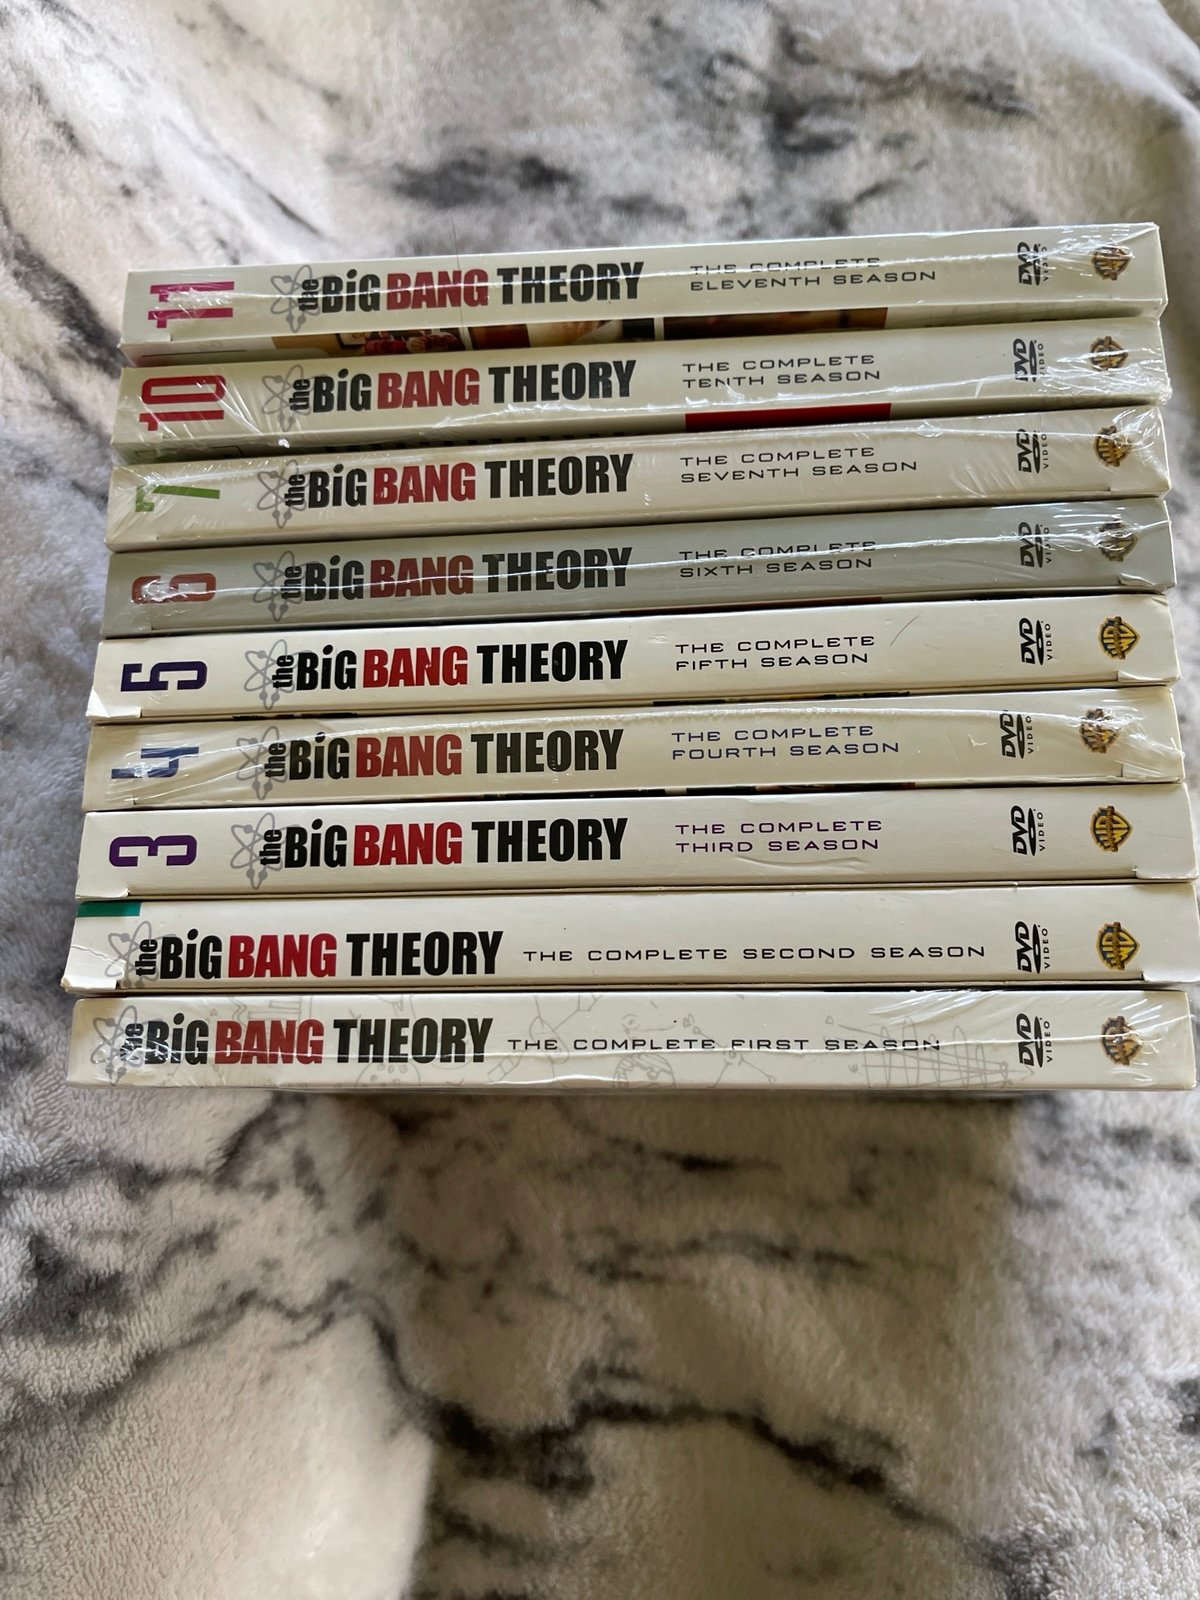 11
the BiG BANG THEORY
THE COMPLETE
ELEVENTH SEASON
DVD
VIDEO
10
the BiG BANG THEORY
THE COMPLETE
TENTH SEASON
DVD
VIDEO
7
the BiG BANG THEORY
THE COMPLETE
SEVENTH SEASON
DVD
VIDEO
6
the BiG BANG THEORY
THE COMPLETE
SIXTH SEASON
DVD
VIDEO
5
the BiG BANG THEORY
THE COMPLETE
FIFTH SEASON
DVD
VIDEO
WB
4
the BiG BANG THEORY
THE COMPLETE
FOURTH SEASON
DVD
VIDEO
3
the BiG BANG THEORY
THE COMPLETE
THIRD SEASON
DVD
VIDEO
WB
the BiG BANG THEORY THE COMPLETE SECOND SEASON
DVD
VIDEO
WB
the BiG BANG THEORY THE COMPLETE FIRST SEASON
DVD
VIDEO